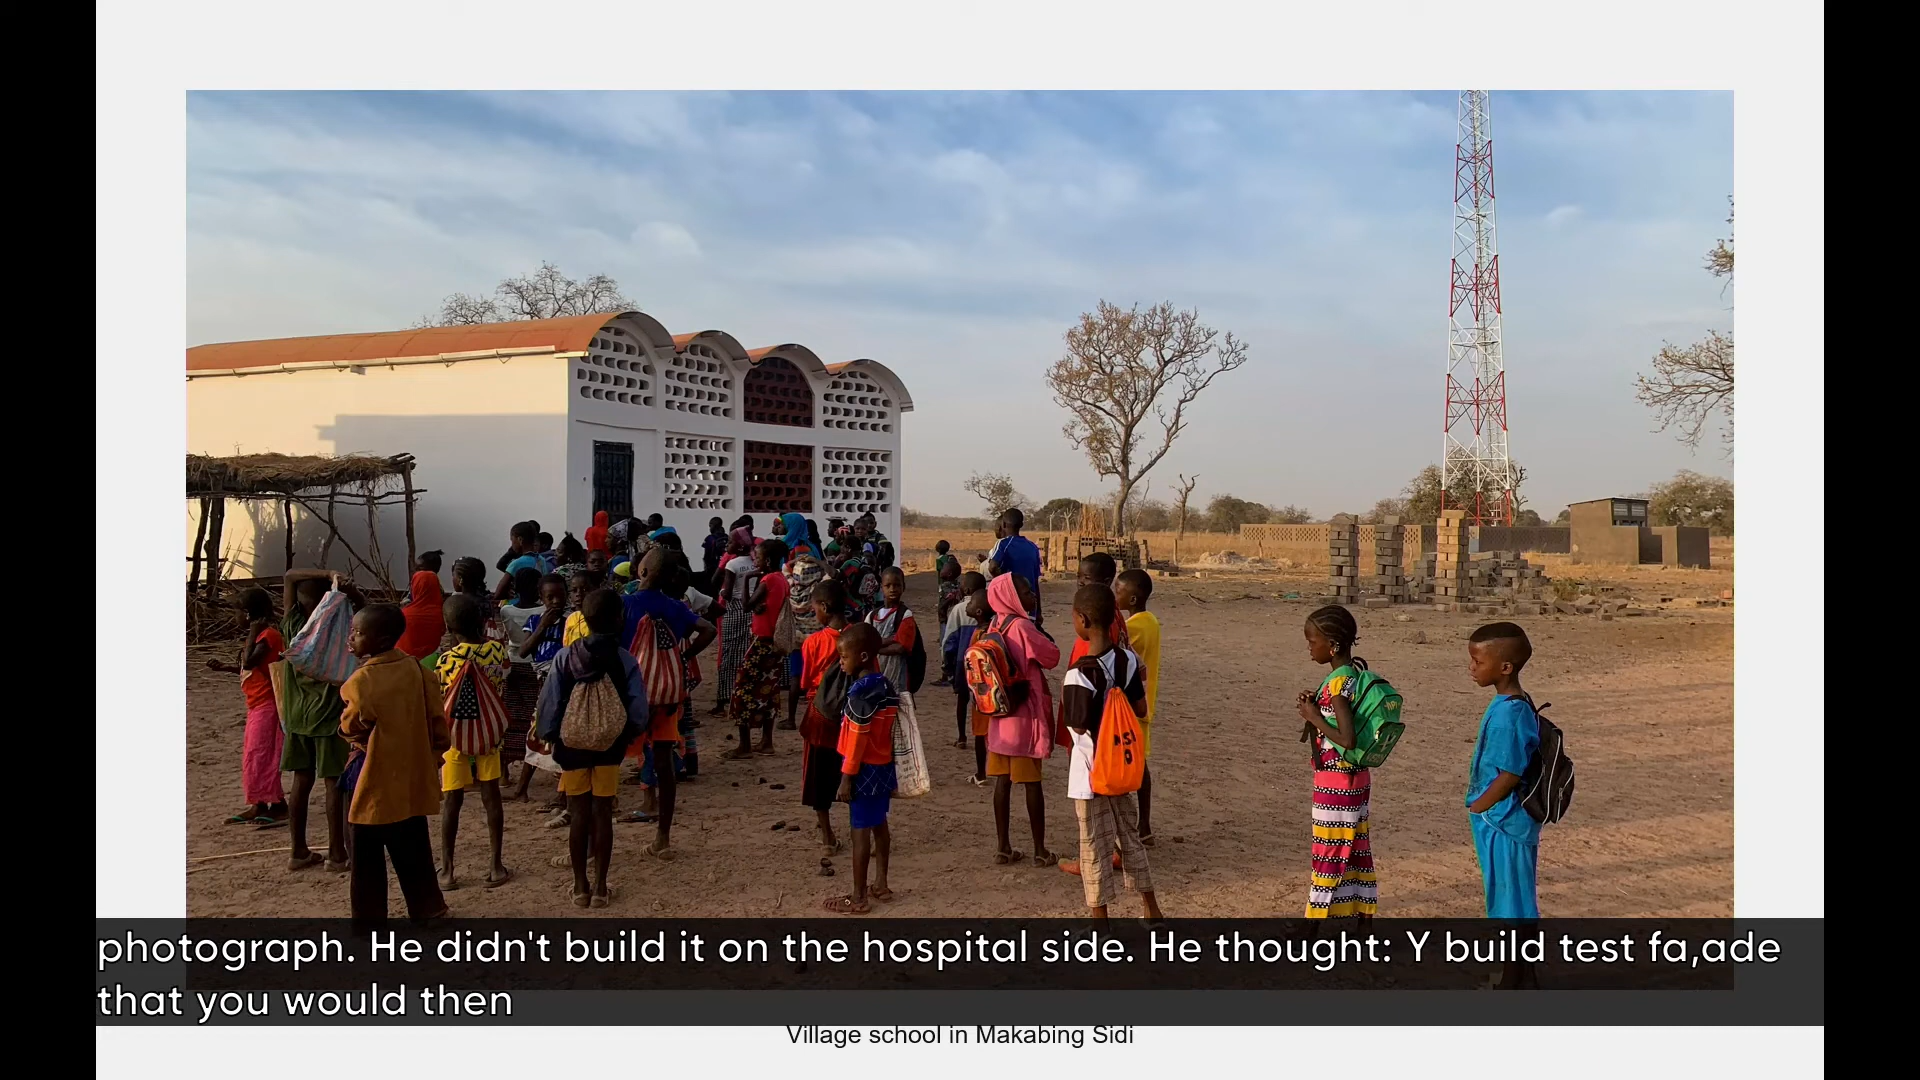 photograph. He didn't build it on the hospital side. He thought: Y build test fa,ade
that you would then
Village school in Makabing Sidi